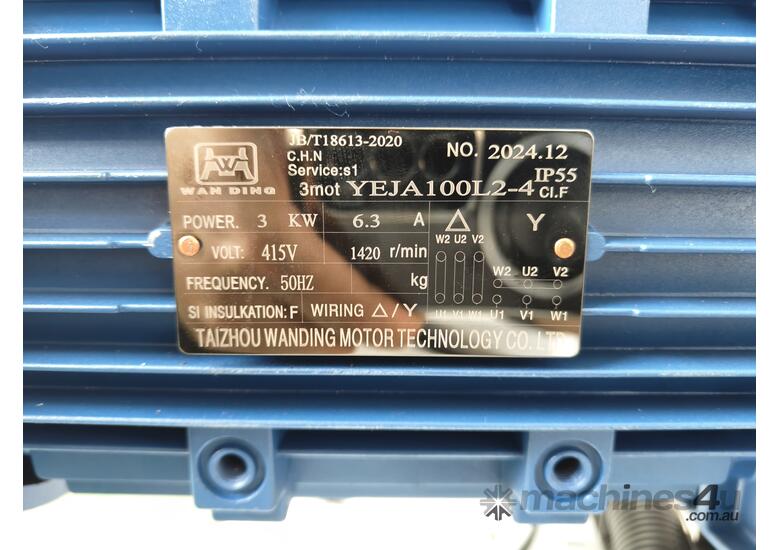 JB/T18613-2020
C.H.N
NO. 2024.12
Service:s1
IP55
WAN DING
3mot YEJA100L2-4 Cl.F
POWER. 3 KW 6.3 A △ Y
VOLT: 415V 1420 r/min
W2 U2 V2
W2 U2 V2
FREQUENCY. 50HZ kg
U1 V1 W1
U1 V1 W1
SI INSULKATION: F WIRING △/Y
TAIZHOU WANDING MOTOR TECHNOLOGY CO. LTD
machines4u
.com.au